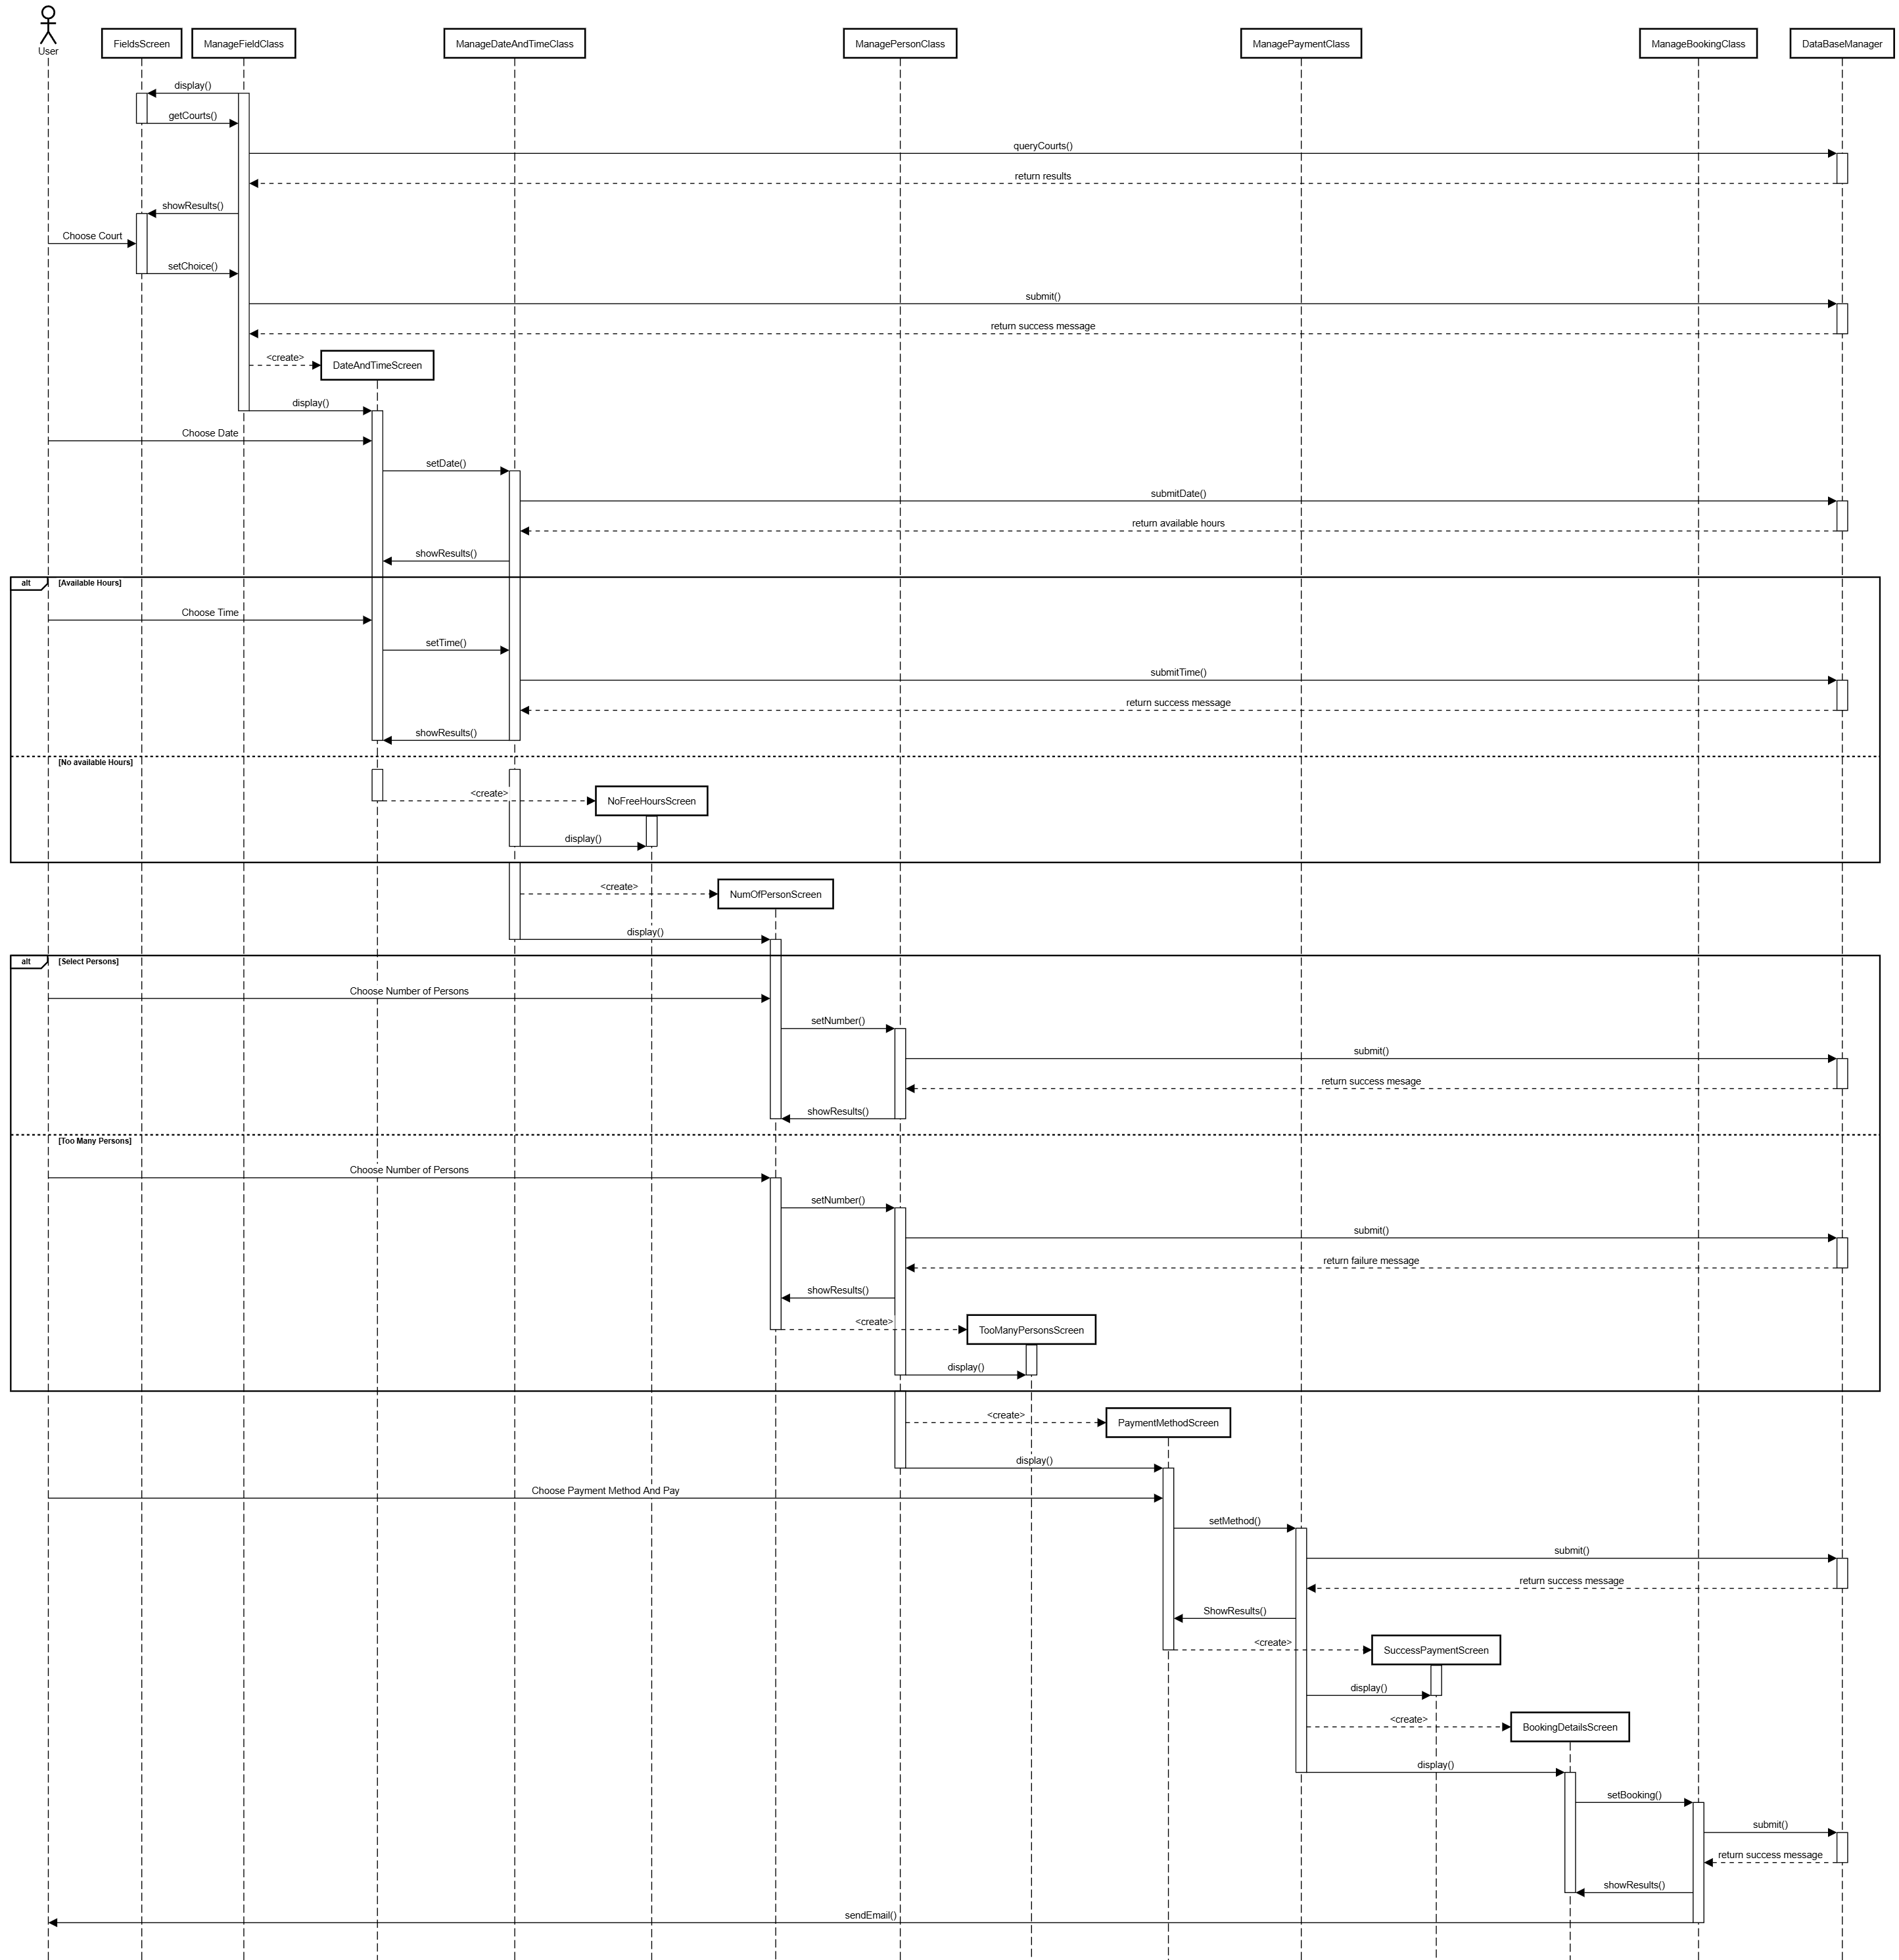 User
FieldsScreen
ManageFieldClass
ManageDateAndTimeClass
ManagePersonClass
ManagePaymentClass
ManageBookingClass
DataBaseManager
display()
getCourts()
queryCourts()
return results
showResults()
Choose Court
setChoice()
submit()
return success message
<create>
DateAndTimeScreen
display()
Choose Date
setDate()
submitDate()
return available hours
showResults()
alt
[Available Hours]
Choose Time
setTime()
submitTime()
return success message
showResults()
[No available Hours]
<create>
NoFreeHoursScreen
display()
<create>
NumOfPersonScreen
display()
alt
[Select Persons]
Choose Number of Persons
setNumber()
submit()
return success mesage
showResults()
[Too Many Persons]
Choose Number of Persons
setNumber()
submit()
return failure message
showResults()
<create>
TooManyPersonsScreen
display()
<create>
PaymentMethodScreen
display()
Choose Payment Method And Pay
setMethod()
submit()
return success message
ShowResults()
<create>
SuccessPaymentScreen
display()
<create>
BookingDetailsScreen
display()
setBooking()
submit()
return success message
showResults()
sendEmail()